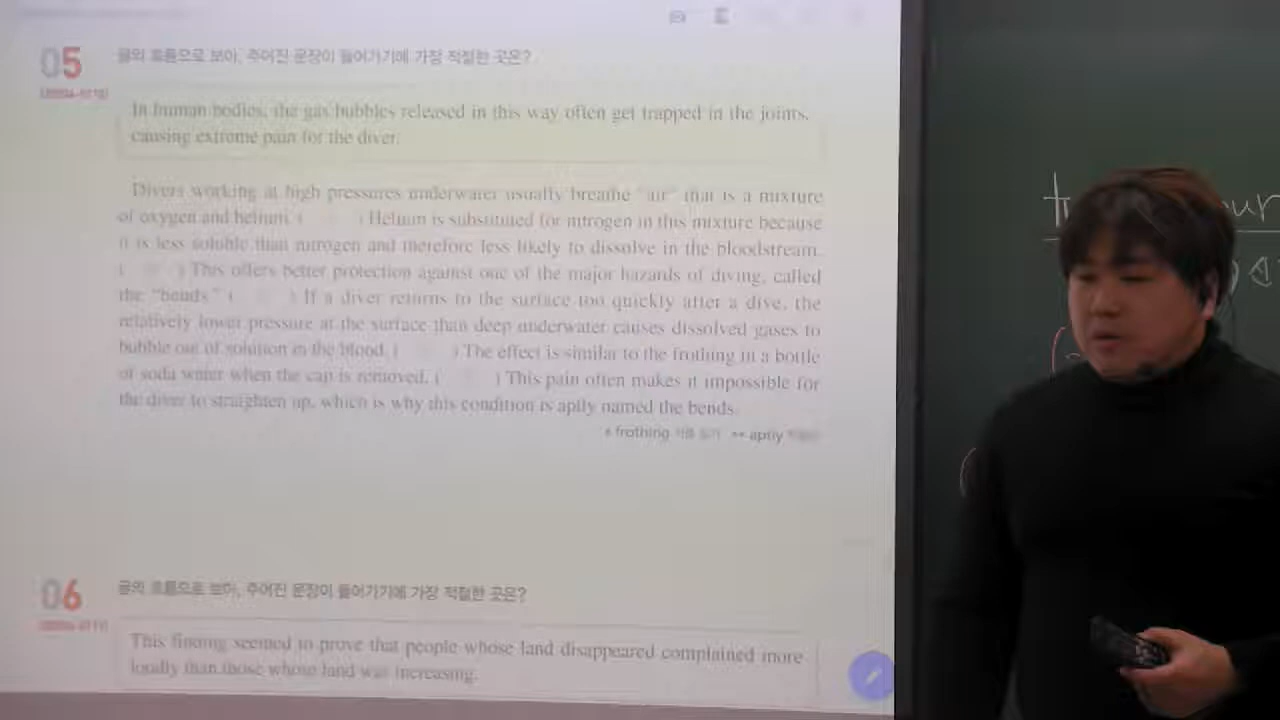 05
글의 흐름으로 보아, 주어진 문장이 들어가기에 가장 적절한 곳은?
In human bodies, the gas bubbles released in this way often get trapped in the joints,
causing extreme pain for the diver.
Divers working at high pressures underwater usually breathe "air" that is a mixture
of oxygen and helium. ( ) Helium is substituted for nitrogen in this mixture because
it is less soluble than nitrogen and therefore less likely to dissolve in the bloodstream.
( ) This offers better protection against one of the major hazards of diving, called
the "bends." ( ) If a diver returns to the surface too quickly after a dive, the
relatively lower pressure at the surface than deep underwater causes dissolved gases to
bubble out of solution in the blood. ( ) The effect is similar to the frothing in a bottle
of soda water when the cap is removed. ( ) This pain often makes it impossible for
the diver to straighten up, which is why this condition is aptly named the bends.
* frothing ** aptly
06
글의 흐름으로 보아, 주어진 문장이 들어가기에 가장 적절한 곳은?
This finding seemed to prove that people whose land disappeared complained more
loudly than those whose land was increasing.